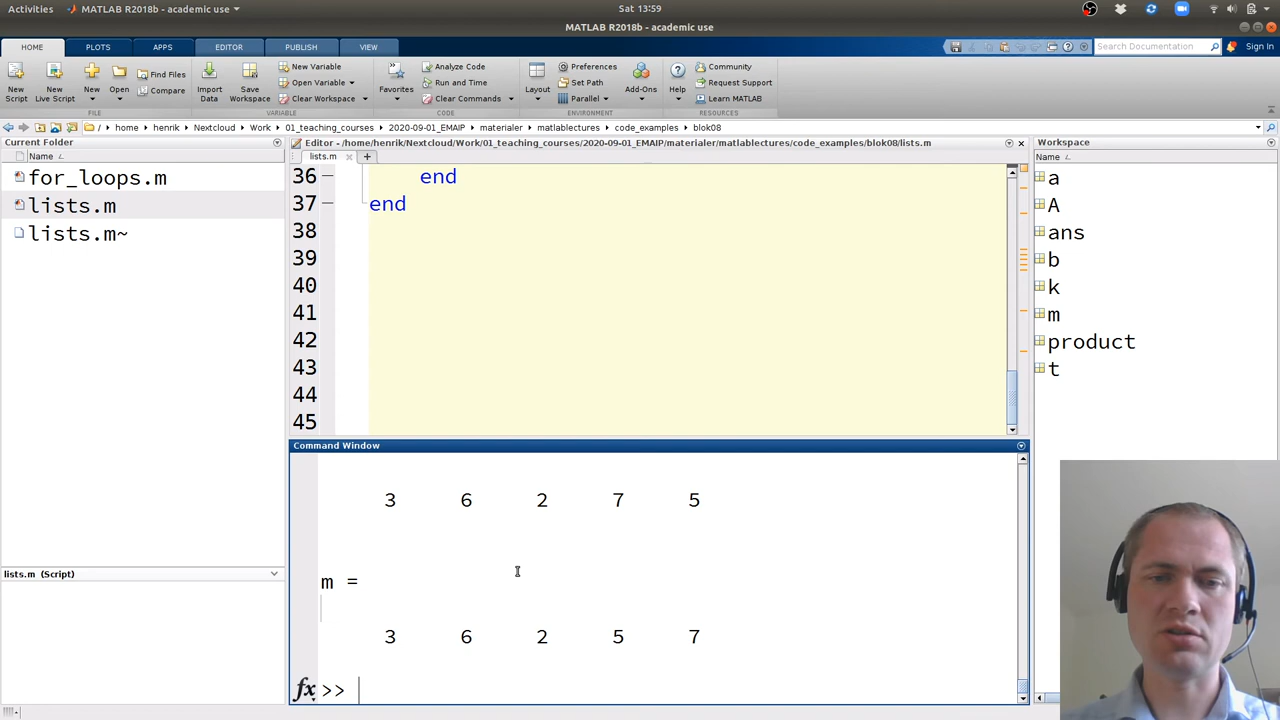 Activities
MATLAB R2018b - academic use
Sat 13:59
MATLAB R2018b - academic use
HOME PLOTS APPS EDITOR PUBLISH VIEW
Search Documentation
Sign In
New Script
New Live Script
New
Open
Find Files
Compare
Import Data
Save Workspace
New Variable
Open Variable
Clear Workspace
Favorites
Analyze Code
Run and Time
Clear Commands
Layout
Preferences
Set Path
Parallel
Add-Ons
Help
Community
Request Support
Learn MATLAB
FILE VARIABLE CODE ENVIRONMENT RESOURCES
/ home henrik Nextcloud Work 01_teaching_courses 2020-09-01_EMAIP materialer matlablectures code_examples blok08
Current Folder
Name
for_loops.m
lists.m
lists.m~
lists.m (Script)
Editor - /home/henrik/Nextcloud/Work/01_teaching_courses/2020-09-01_EMAIP/materialer/matlablectures/code_examples/blok08/lists.m
lists.m
36 end
37 end
38
39
40
41
42
43
44
45
Command Window
3 6 2 7 5
m =
3 6 2 5 7
fx >>
Workspace
Name
a
A
ans
b
k
m
product
t